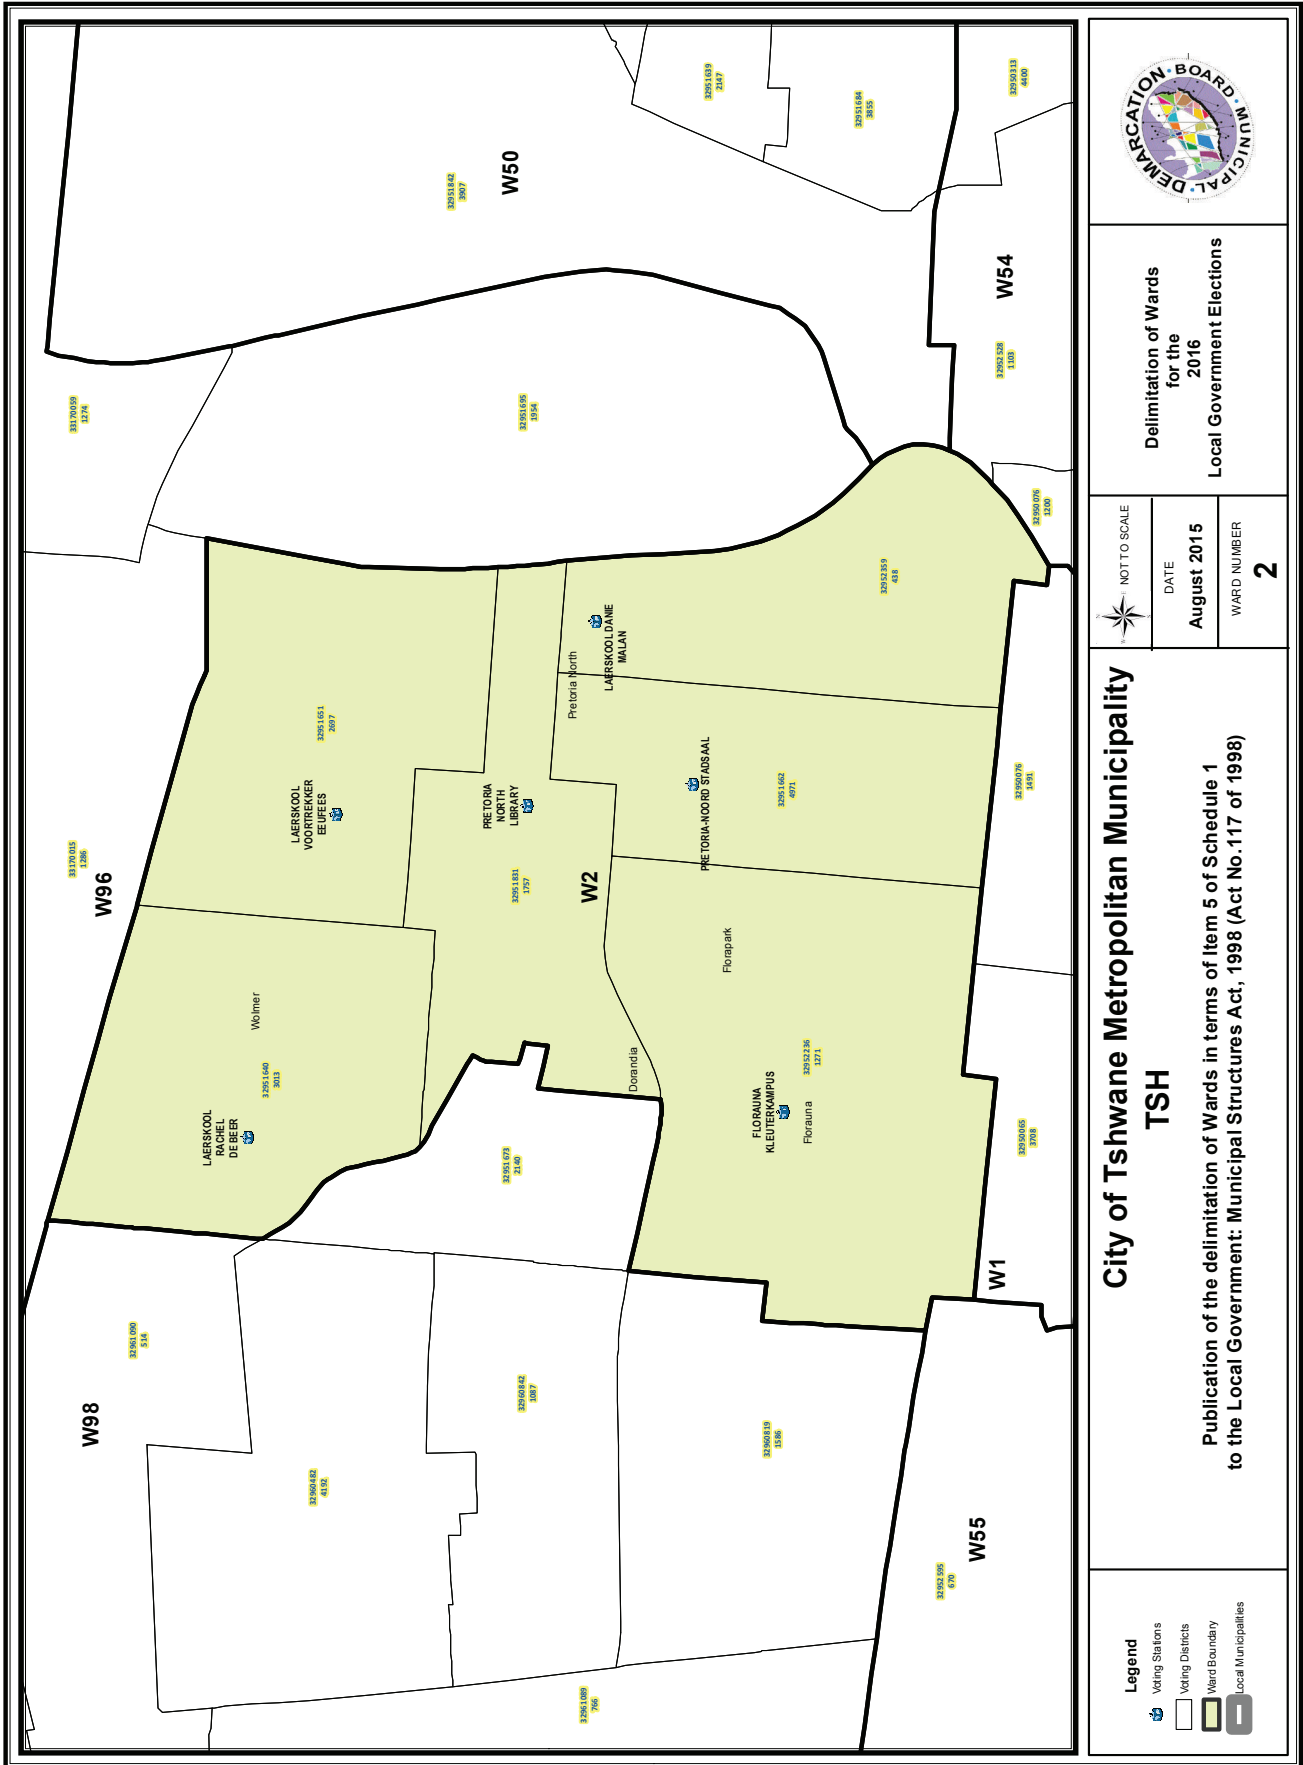 32961090
514
W98
32960482
4192
32960842
1087
32960819
1586
32961089
766
32952595
670
W55
33170059
1274
33170015
1286
W96
32951842
3907
W50
32951639
2147
32951684
3855
32950313
4400
W54
32952528
1103
32951695
1954
32950076
1200
32952359
438
LAERSKOOL DANIE
MALAN
Pretoria North
32951651
2697
LAERSKOOL
VOORTREKKER
EEUFEES
PRETORIA
NORTH
LIBRARY
32951831
1757
W2
PRETORIA-NOORD STADSAAL
32951662
4971
Wolmer
32951640
3013
LAERSKOOL
RACHEL
DE BEER
32951673
2140
Dorandia
Florapark
32952236
1271
FLORAUNA
KLEUTERKAMPUS
Florauna
32950076
1491
32950065
3708
W1
Legend
Voting Stations
Voting Districts
Ward Boundary
Local Municipalities
City of Tshwane Metropolitan Municipality
TSH
Publication of the delimitation of Wards in terms of Item 5 of Schedule 1
to the Local Government: Municipal Structures Act, 1998 (Act No.117 of 1998)
NOT TO SCALE
DATE
August 2015
WARD NUMBER
2
Delimitation of Wards
for the
2016
Local Government Elections
MUNICIPAL • DEMARCATION • BOARD •